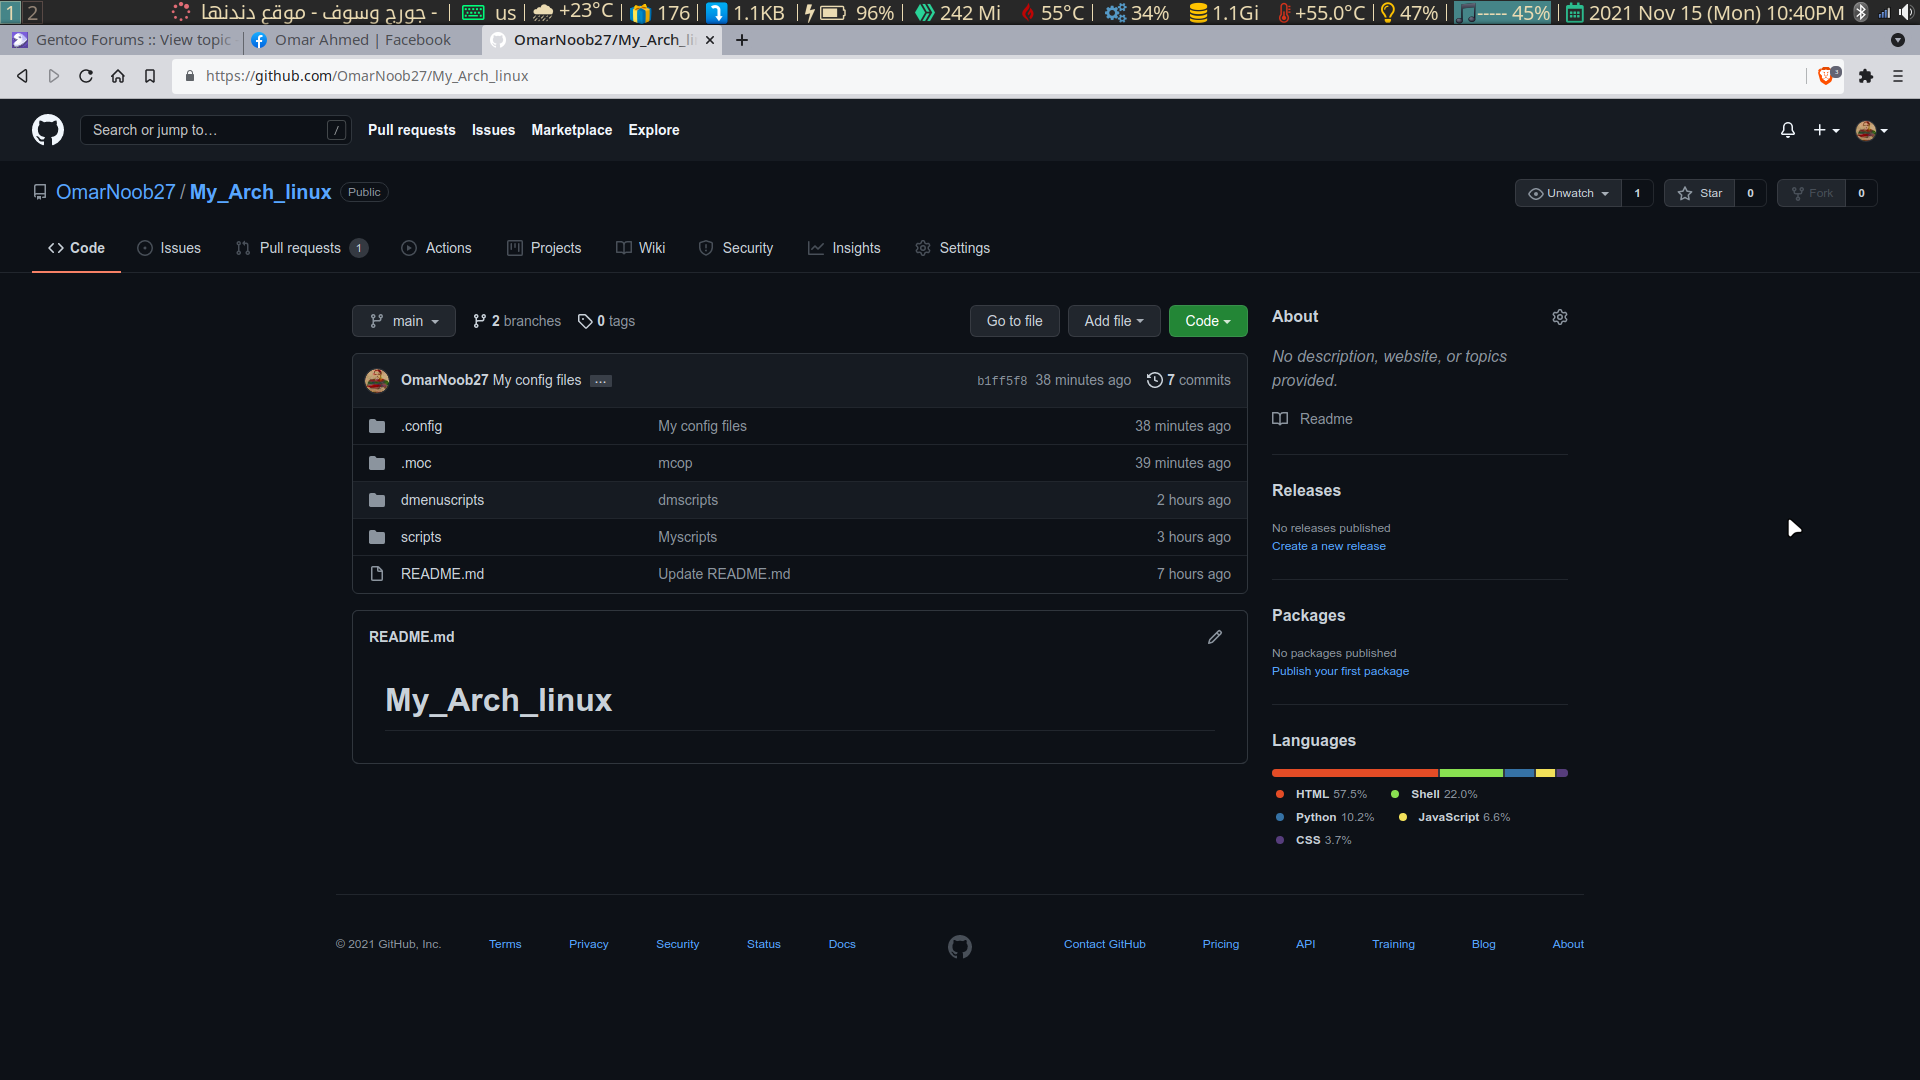 1 2 جورج وسوف - موقع دندنها - | us | +23°C | 176 | 1.1KB | 96% | 242 Mi 55°C | 34% 1.1Gi +55.0°C | 47% | ----- 45% | 2021 Nov 15 (Mon) 10:40PM
Gentoo Forums :: View topic Omar Ahmed | Facebook OmarNoob27/My_Arch_li
https://github.com/OmarNoob27/My_Arch_linux 3
Search or jump to… / Pull requests Issues Marketplace Explore
OmarNoob27 / My_Arch_linux Public Unwatch 1 Star 0 Fork 0
Code Issues Pull requests 1 Actions Projects Wiki Security Insights Settings
main 2 branches 0 tags Go to file Add file Code
OmarNoob27 My config files … b1ff5f8 38 minutes ago 7 commits
.config My config files 38 minutes ago
.moc mcop 39 minutes ago
dmenuscripts dmscripts 2 hours ago
scripts Myscripts 3 hours ago
README.md Update README.md 7 hours ago
README.md
My_Arch_linux
About
No description, website, or topics
provided.
Readme
Releases
No releases published
Create a new release
Packages
No packages published
Publish your first package
Languages
HTML 57.5% Shell 22.0%
Python 10.2% JavaScript 6.6%
CSS 3.7%
© 2021 GitHub, Inc. Terms Privacy Security Status Docs Contact GitHub Pricing API Training Blog About